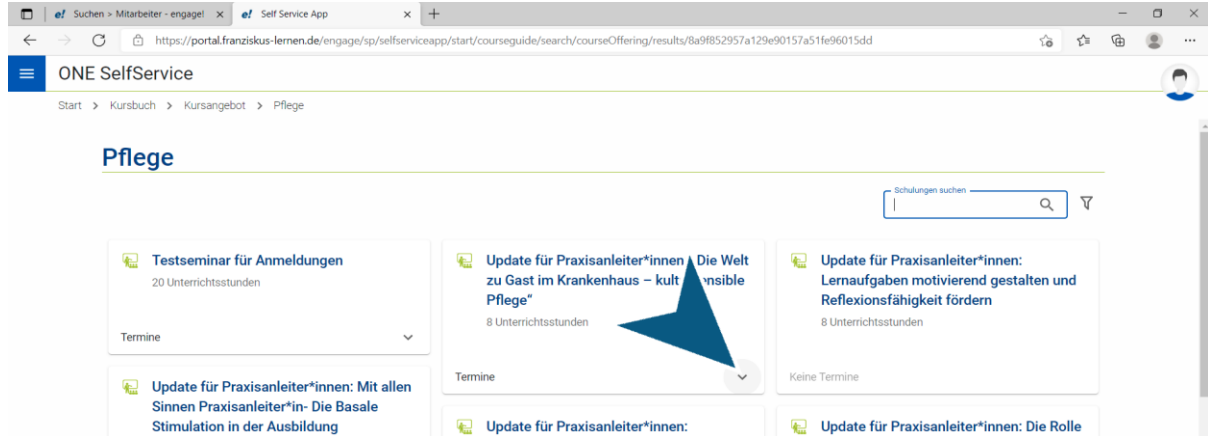 Suchen > Mitarbeiter - engage!
Self Service App
https://portal.franziskus-lernen.de/engage/sp/selfserviceapp/start/courseguide/search/courseOffering/results/8a9f852957a129e90157a51fe96015dd
ONE SelfService
Start > Kursbuch > Kursangebot > Pflege
Pflege
Schulungen suchen
Testseminar für Anmeldungen
20 Unterrichtsstunden
Termine
Update für Praxisanleiter*innen Die Welt
zu Gast im Krankenhaus – kult ensible
Pflege“
8 Unterrichtsstunden
Termine
Update für Praxisanleiter*innen:
Lernaufgaben motivierend gestalten und
Reflexionsfähigkeit fördern
8 Unterrichtsstunden
Keine Termine
Update für Praxisanleiter*innen: Mit allen
Sinnen Praxisanleiter*in- Die Basale
Stimulation in der Ausbildung
Update für Praxisanleiter*innen:
Update für Praxisanleiter*innen: Die Rolle